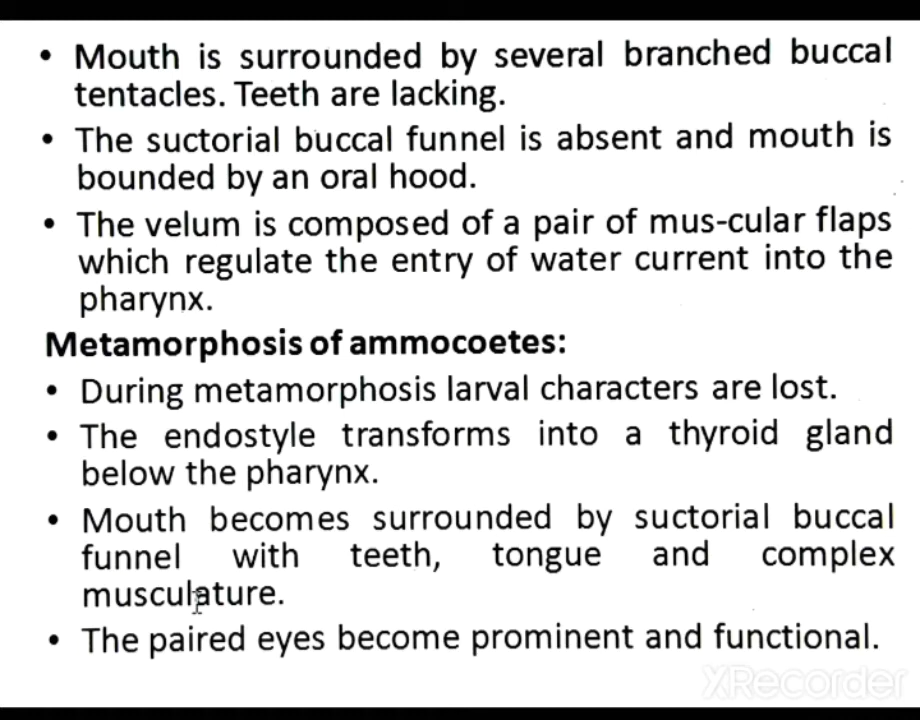 • Mouth is surrounded by several branched buccal
tentacles. Teeth are lacking.
• The suctorial buccal funnel is absent and mouth is
bounded by an oral hood.
• The velum is composed of a pair of mus-cular flaps
which regulate the entry of water current into the
pharynx.
Metamorphosis of ammocoetes:
• During metamorphosis larval characters are lost.
• The endostyle transforms into a thyroid gland
below the pharynx.
• Mouth becomes surrounded by suctorial buccal
funnel with teeth, tongue and complex
musculature.
• The paired eyes become prominent and functional.
XRecorder